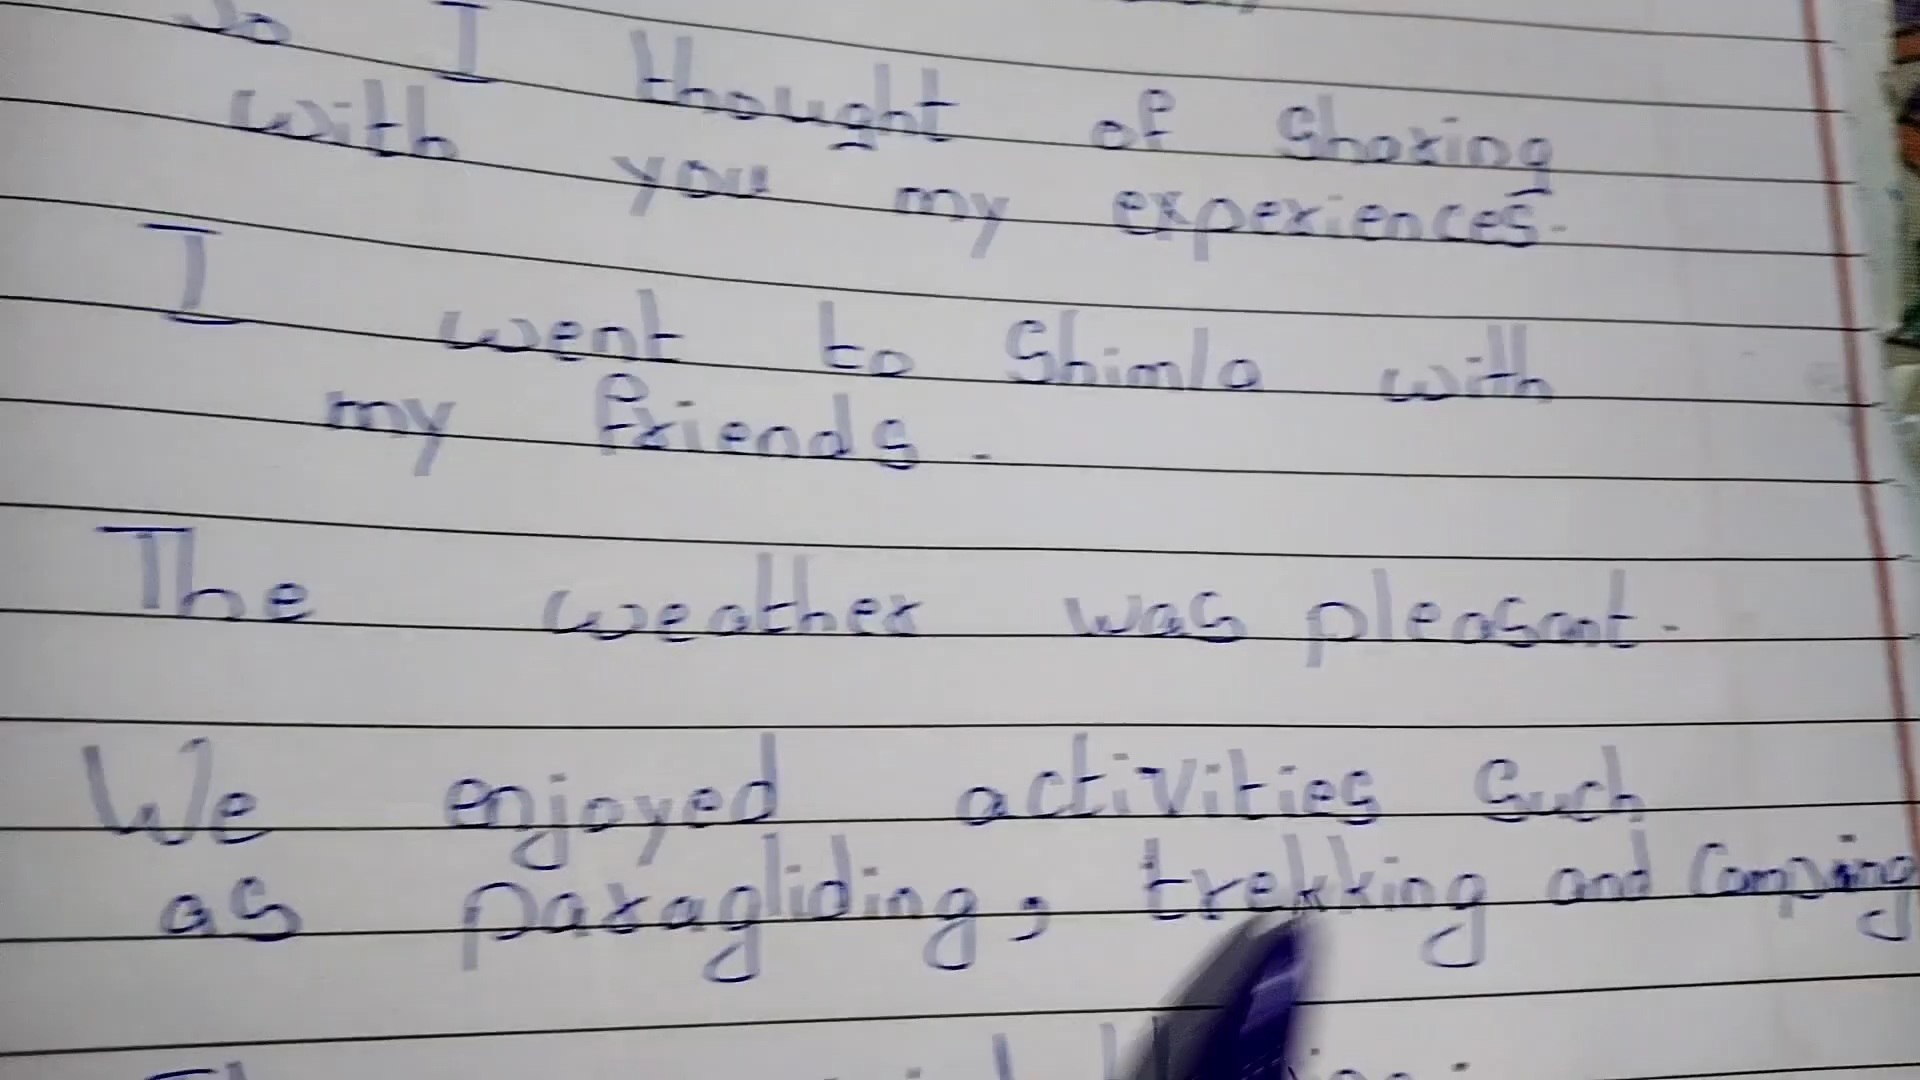 So I thought of Sharing
with you my experiences.
I went to Shimla with
my friends.
The weather was pleasant.
We enjoyed activities Such
as paragliding, trekking and Camping